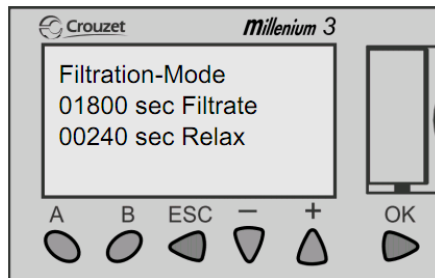 Crouzet millenium 3
Filtration-Mode
01800 sec Filtrate
00240 sec Relax
A B ESC − + OK